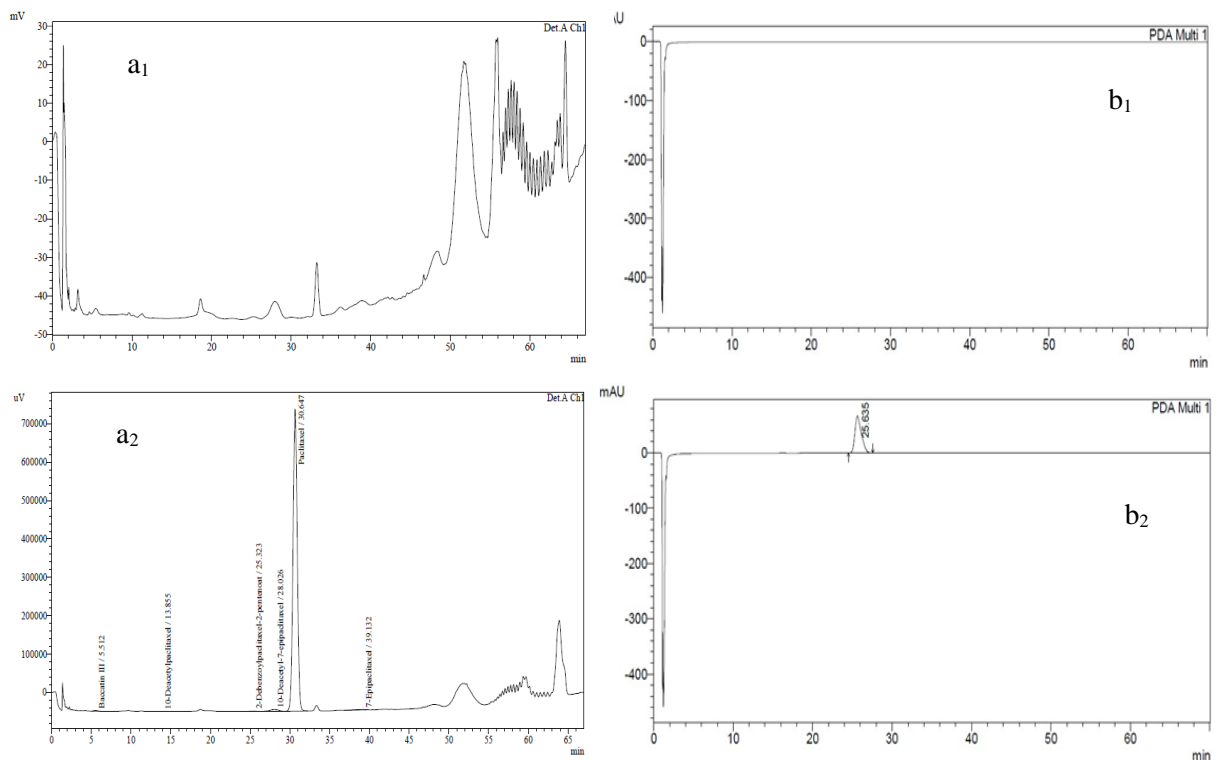 mV
Det.A Ch1
a1
30
20
10
0
-10
-20
-30
-40
-50
0 10 20 30 40 50 60
min
AU
PDA Multi 1
b1
0
-100
-200
-300
-400
0 10 20 30 40 50 60
min
uV
Det.A Ch1
a2
700000
600000
500000
400000
300000
200000
100000
0
Baccatin III / 5.512
10-Deacetylpaclitaxel / 13.855
2-Debenzoylpaclitaxel-2-pentenoat / 25.323
10-Deacetyl-7-epipaclitaxel / 28.026
Paclitaxel / 30.647
7-Epipaclitaxel / 39.132
0 5 10 15 20 25 30 35 40 45 50 55 60 65
min
mAU
PDA Multi 1
25.635
b2
0
-100
-200
-300
-400
0 10 20 30 40 50 60
min